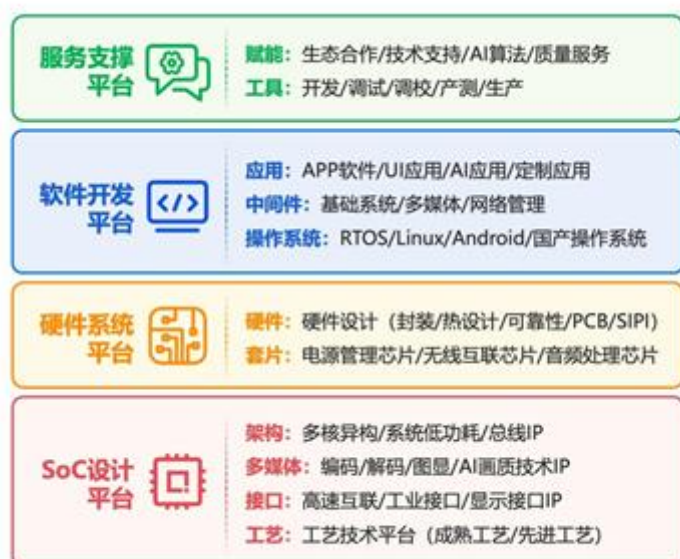 服务支撑
平台
赋能：生态合作/技术支持/AI算法/质量服务
工具：开发/调试/调校/产测/生产
软件开发
平台
</>
应用：APP软件/UI应用/AI应用/定制应用
中间件：基础系统/多媒体/网络管理
操作系统：RTOS/Linux/Android/国产操作系统
硬件系统
平台
硬件：硬件设计（封装/热设计/可靠性/PCB/SIPI）
套片：电源管理芯片/无线互联芯片/音频处理芯片
SoC设计
平台
架构：多核异构/系统低功耗/总线IP
多媒体：编码/解码/图显/AI画质技术IP
接口：高速互联/工业接口/显示接口IP
工艺：工艺技术平台（成熟工艺/先进工艺）